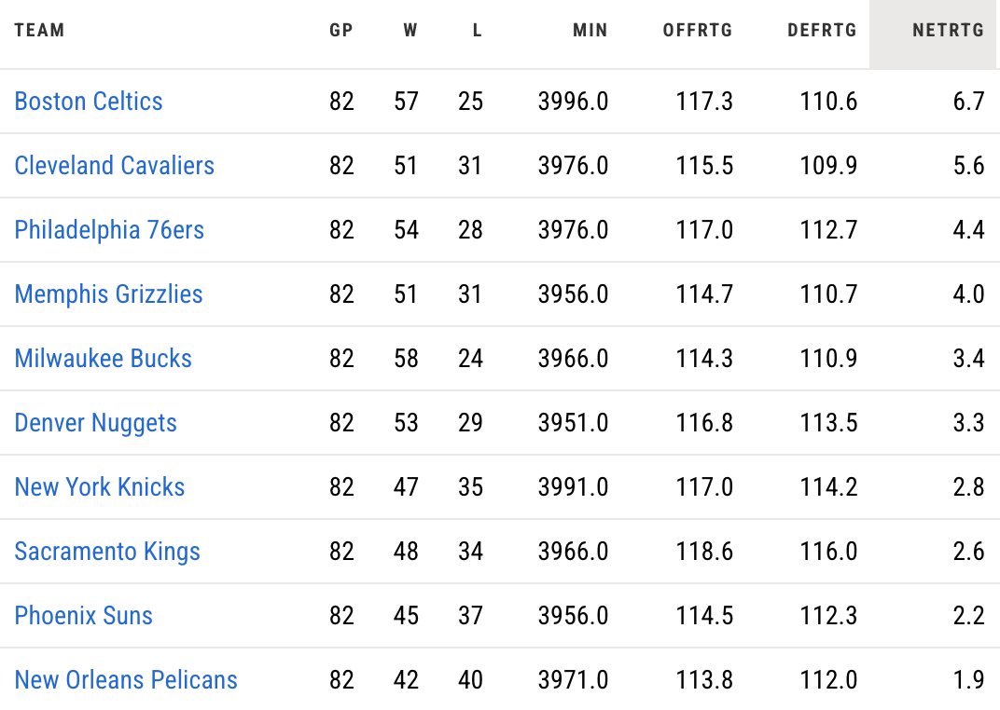 TEAM GP W L MIN OFFRTG DEFRTG NETRTG
Boston Celtics 82 57 25 3996.0 117.3 110.6 6.7
Cleveland Cavaliers 82 51 31 3976.0 115.5 109.9 5.6
Philadelphia 76ers 82 54 28 3976.0 117.0 112.7 4.4
Memphis Grizzlies 82 51 31 3956.0 114.7 110.7 4.0
Milwaukee Bucks 82 58 24 3966.0 114.3 110.9 3.4
Denver Nuggets 82 53 29 3951.0 116.8 113.5 3.3
New York Knicks 82 47 35 3991.0 117.0 114.2 2.8
Sacramento Kings 82 48 34 3966.0 118.6 116.0 2.6
Phoenix Suns 82 45 37 3956.0 114.5 112.3 2.2
New Orleans Pelicans 82 42 40 3971.0 113.8 112.0 1.9